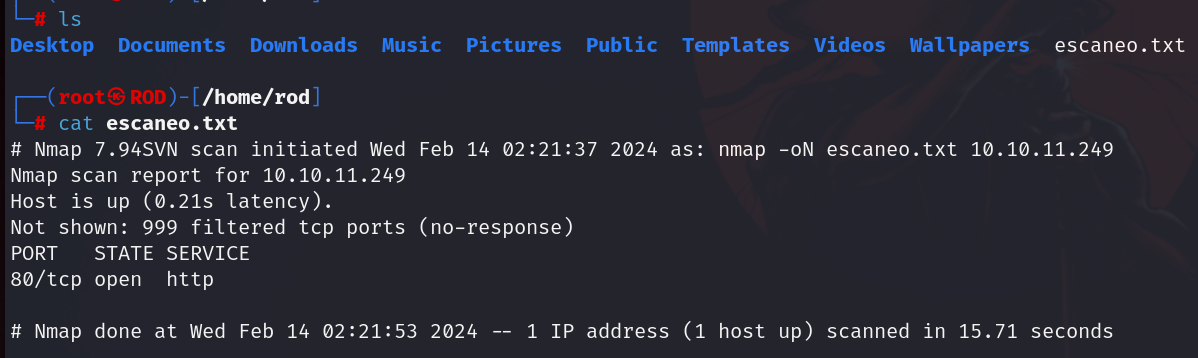 └─# ls
Desktop Documents Downloads Music Pictures Public Templates Videos Wallpapers escaneo.txt
┌──(root㉿ROD)-[/home/rod]
└─# cat escaneo.txt
# Nmap 7.94SVN scan initiated Wed Feb 14 02:21:37 2024 as: nmap -oN escaneo.txt 10.10.11.249
Nmap scan report for 10.10.11.249
Host is up (0.21s latency).
Not shown: 999 filtered tcp ports (no-response)
PORT   STATE SERVICE
80/tcp open  http
# Nmap done at Wed Feb 14 02:21:53 2024 -- 1 IP address (1 host up) scanned in 15.71 seconds